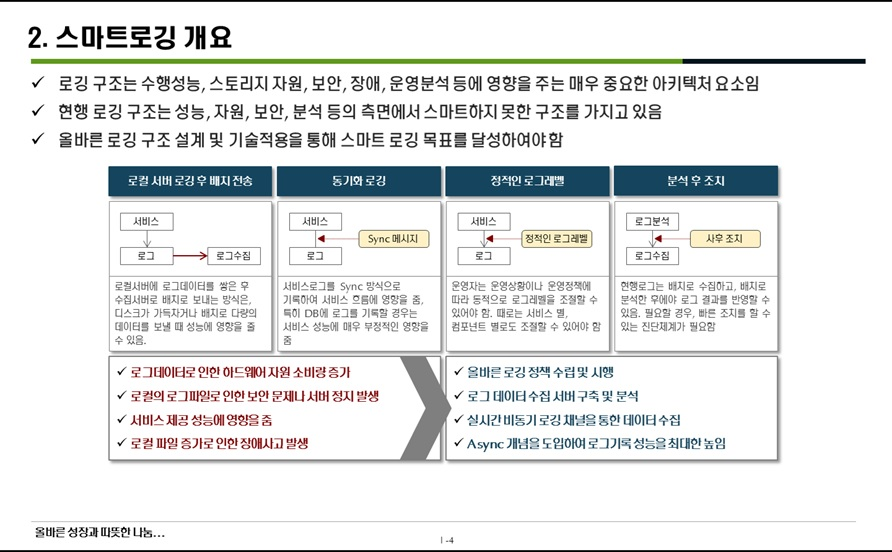 2. 스마트로깅 개요
✓ 로깅 구조는 수행성능, 스토리지 자원, 보안, 장애, 운영분석 등에 영향을 주는 매우 중요한 아키텍처 요소임
✓ 현행 로깅 구조는 성능, 자원, 보안, 분석 등의 측면에서 스마트하지 못한 구조를 가지고 있음
✓ 올바른 로깅 구조 설계 및 기술적용을 통해 스마트 로깅 목표를 달성하여야 함
로컬 서버 로깅 후 배치 전송
서비스
로그
로그수집
로컬서버에 로그데이터를 쌓은 후
수집서버로 배치로 보내는 방식은,
디스크가 가득차거나 배치로 다량의
데이터를 보낼 때 성능에 영향을 줄
수 있음.
동기화 로깅
서비스
Sync 메시지
로그
서비스로그를 Sync 방식으로
기록하여 서비스 흐름에 영향을 줌,
특히 DB에 로그를 기록할 경우는
서비스 성능에 매우 부정적인 영향을
줌
정적인 로그레벨
서비스
정적인 로그레벨
로그
운영자는 운영상황이나 운영정책에
따라 동적으로 로그레벨을 조절할 수
있어야 함. 때로는 서비스 별,
컴포넌트 별로도 조절할 수 있어야 함
분석 후 조치
로그분석
사후 조치
로그수집
현행로그는 배치로 수집하고, 배치로
분석한 후에야 로그 결과를 반영할 수
있음. 필요할 경우, 빠른 조치를 할 수
있는 진단체계가 필요함
✓ 로그데이터로 인한 하드웨어 자원 소비량 증가
✓ 로컬의 로그파일로 인한 보안 문제나 서버 정지 발생
✓ 서비스 제공 성능에 영향을 줌
✓ 로컬 파일 증가로 인한 장애사고 발생
✓ 올바른 로깅 정책 수립 및 시행
✓ 로그 데이터 수집 서버 구축 및 분석
✓ 실시간 비동기 로깅 채널을 통한 데이터 수집
✓ Async 개념을 도입하여 로그기록 성능을 최대한 높임
올바른 성장과 따뜻한 나눔...
I -4